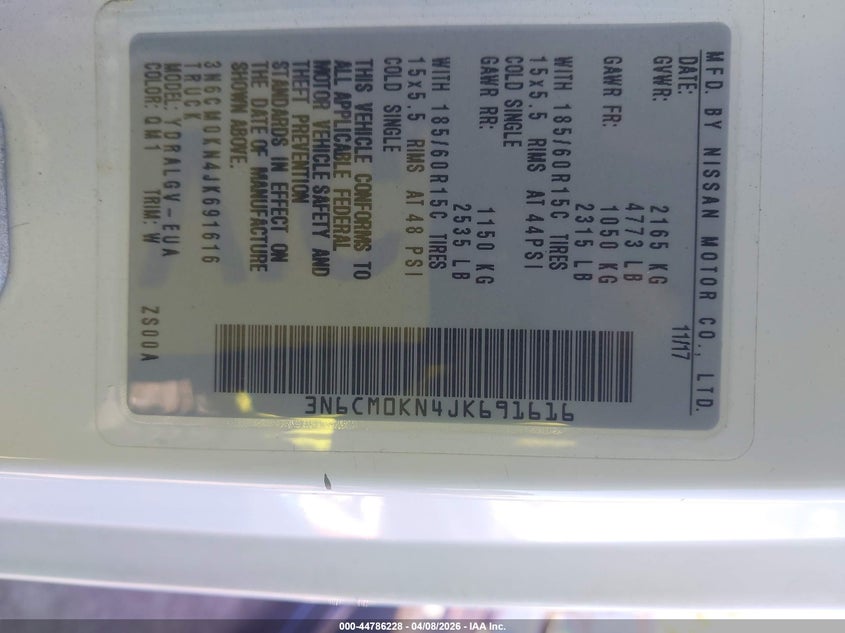 MFD. BY NISSAN MOTOR CO., LTD.
DATE: 11/17
GVWR: 2165 KG
4773 LB
GAWR FR: 1050 KG
2315 LB
WITH 185/60R15C TIRES
15x5.5 RIMS AT 44PSI
COLD SINGLE
GAWR RR: 1150 KG
2535 LB
WITH 185/60R15C TIRES
15x5.5 RIMS AT 48 PSI
COLD SINGLE
THIS VEHICLE CONFORMS TO
ALL APPLICABLE FEDERAL
MOTOR VEHICLE SAFETY AND
THEFT PREVENTION
STANDARDS IN EFFECT ON
THE DATE OF MANUFACTURE
SHOWN ABOVE.
3N6CM0KN4JK691616
TRUCK
MODEL: YDRALGV-EUA
COLOR: QM1 TRIM: W ZS00A
3N6CM0KN4JK691616
000-44786228 - 04/08/2026 - IAA Inc.